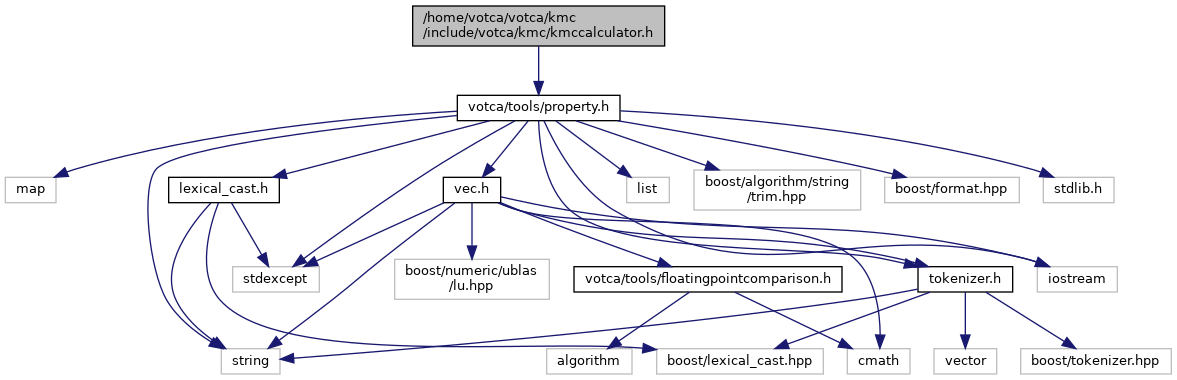 /home/votca/votca/kmc
/include/votca/kmc/kmccalculator.h
votca/tools/property.h
map
lexical_cast.h
vec.h
list
boost/algorithm/string
/trim.hpp
boost/format.hpp
stdlib.h
stdexcept
boost/numeric/ublas
/lu.hpp
votca/tools/floatingpointcomparison.h
tokenizer.h
iostream
string
algorithm
boost/lexical_cast.hpp
cmath
vector
boost/tokenizer.hpp